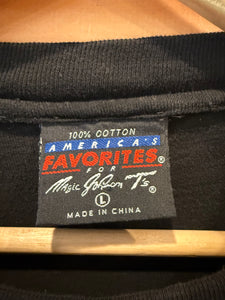 100% COTTON
AMERICA'S
FAVORITES®
FOR
Magic Johnson T's®
L
MADE IN CHINA